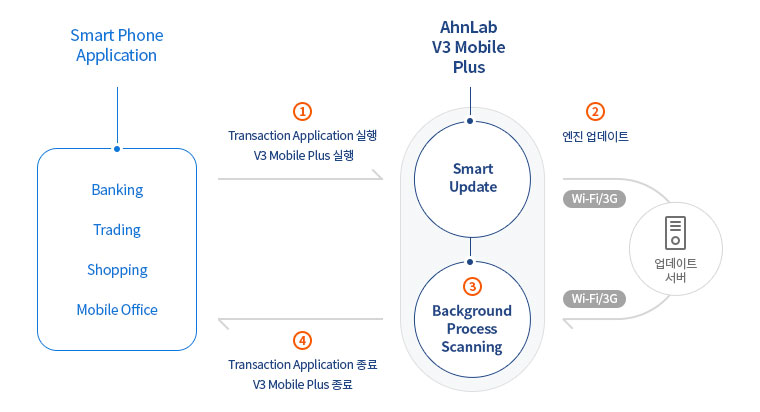 Smart Phone
Application
AhnLab
V3 Mobile
Plus
1
Transaction Application 실행
V3 Mobile Plus 실행
2
엔진 업데이트
Banking
Trading
Shopping
Mobile Office
Smart
Update
Wi-Fi/3G
업데이트
서버
Wi-Fi/3G
3
Background
Process
Scanning
4
Transaction Application 종료
V3 Mobile Plus 종료